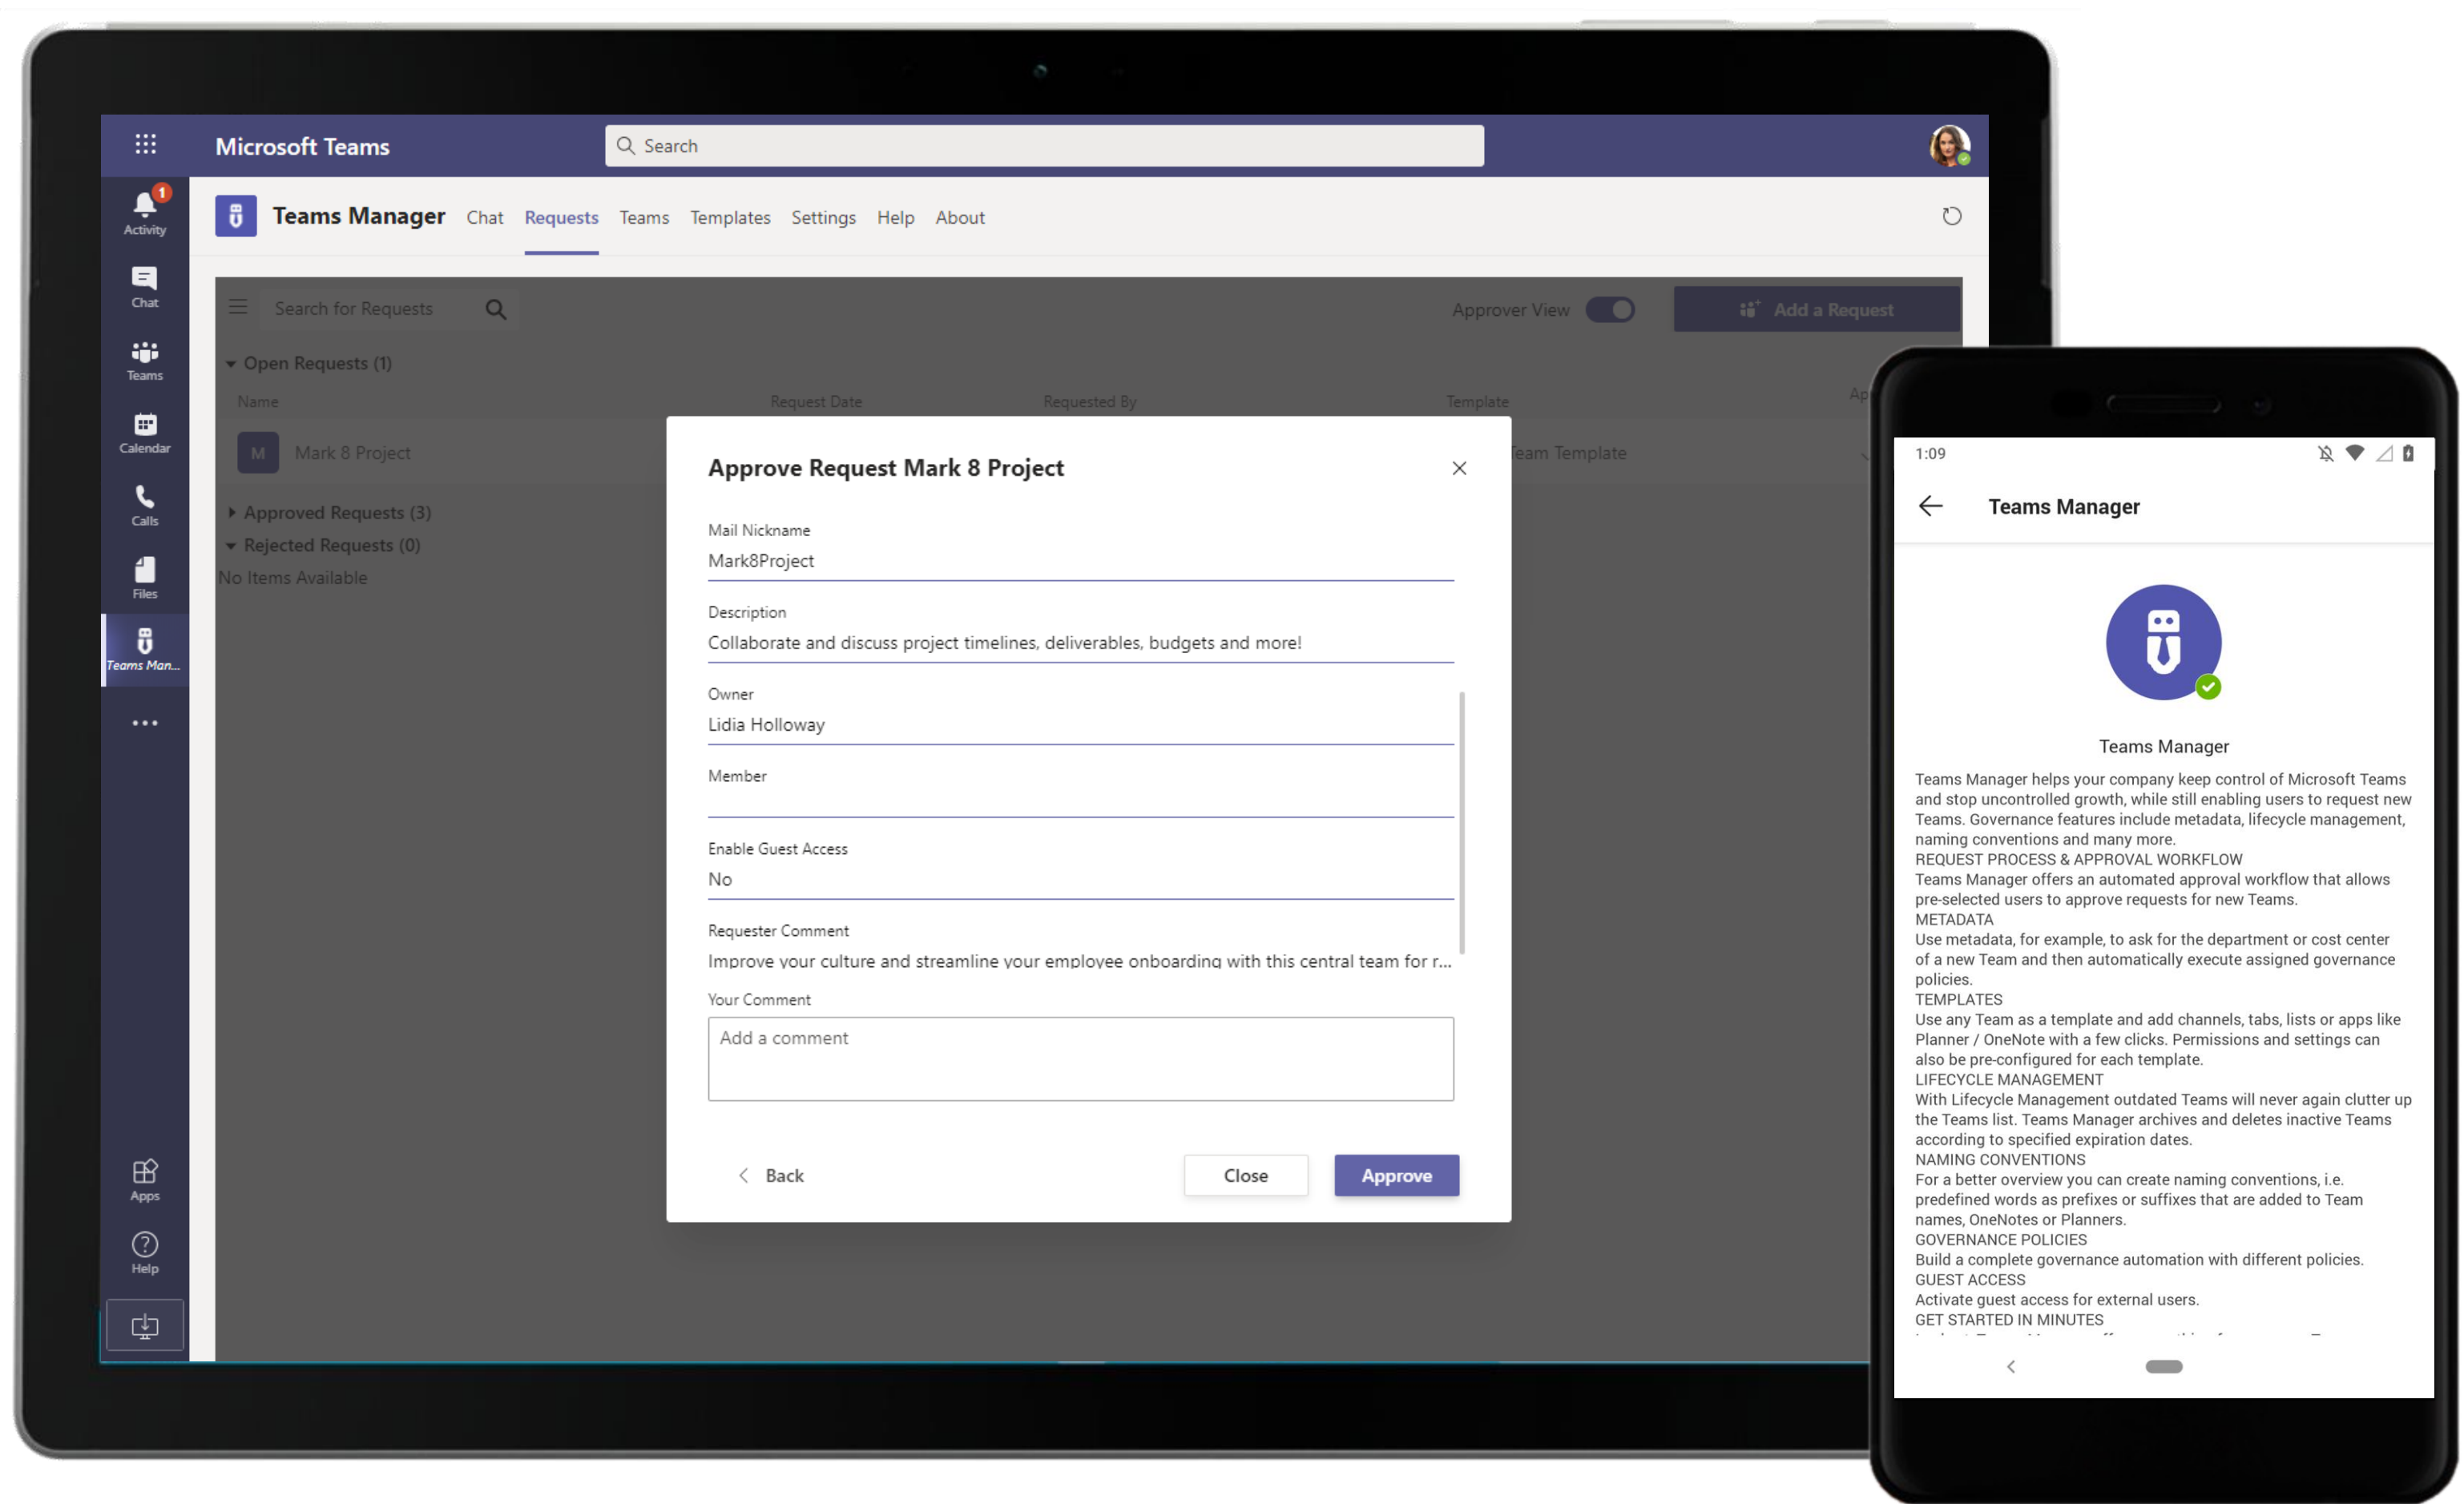 Microsoft Teams
Search
1
Activity
Chat
Teams
Calendar
Calls
Files
Teams Man...
Apps
Help
Teams Manager Chat Requests Teams Templates Settings Help About
Search for Requests
Approver View
Add a Request
Open Requests (1)
Name Request Date Requested By Template Ap
M Mark 8 Project
Team Template
Approved Requests (3)
Rejected Requests (0)
No Items Available
Approve Request Mark 8 Project
Mail Nickname
Mark8Project
Description
Collaborate and discuss project timelines, deliverables, budgets and more!
Owner
Lidia Holloway
Member
Enable Guest Access
No
Requester Comment
Improve your culture and streamline your employee onboarding with this central team for r...
Your Comment
Add a comment
Back
Close
Approve
1:09
Teams Manager
Teams Manager
Teams Manager helps your company keep control of Microsoft Teams
and stop uncontrolled growth, while still enabling users to request new
Teams. Governance features include metadata, lifecycle management,
naming conventions and many more.
REQUEST PROCESS & APPROVAL WORKFLOW
Teams Manager offers an automated approval workflow that allows
pre-selected users to approve requests for new Teams.
METADATA
Use metadata, for example, to ask for the department or cost center
of a new Team and then automatically execute assigned governance
policies.
TEMPLATES
Use any Team as a template and add channels, tabs, lists or apps like
Planner / OneNote with a few clicks. Permissions and settings can
also be pre-configured for each template.
LIFECYCLE MANAGEMENT
With Lifecycle Management outdated Teams will never again clutter up
the Teams list. Teams Manager archives and deletes inactive Teams
according to specified expiration dates.
NAMING CONVENTIONS
For a better overview you can create naming conventions, i.e.
predefined words as prefixes or suffixes that are added to Team
names, OneNotes or Planners.
GOVERNANCE POLICIES
Build a complete governance automation with different policies.
GUEST ACCESS
Activate guest access for external users.
GET STARTED IN MINUTES